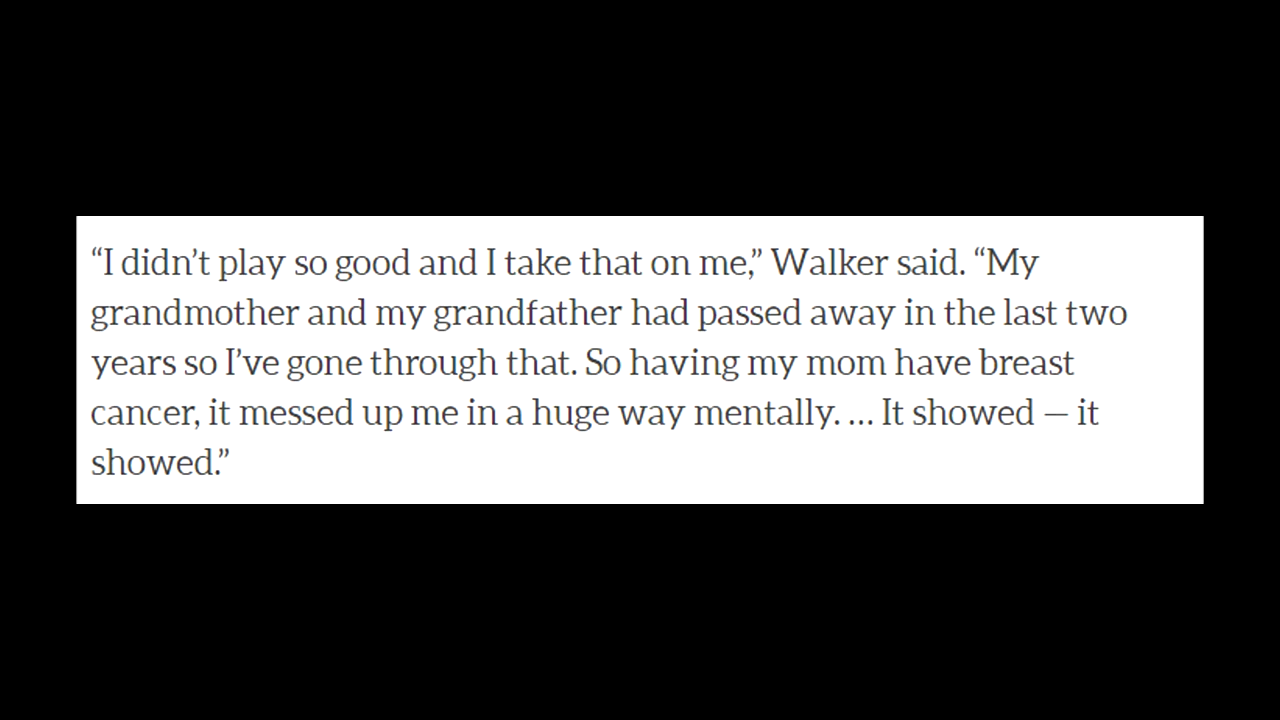 “I didn’t play so good and I take that on me,” Walker said. “My
grandmother and my grandfather had passed away in the last two
years so I’ve gone through that. So having my mom have breast
cancer, it messed up me in a huge way mentally. … It showed — it
showed.”